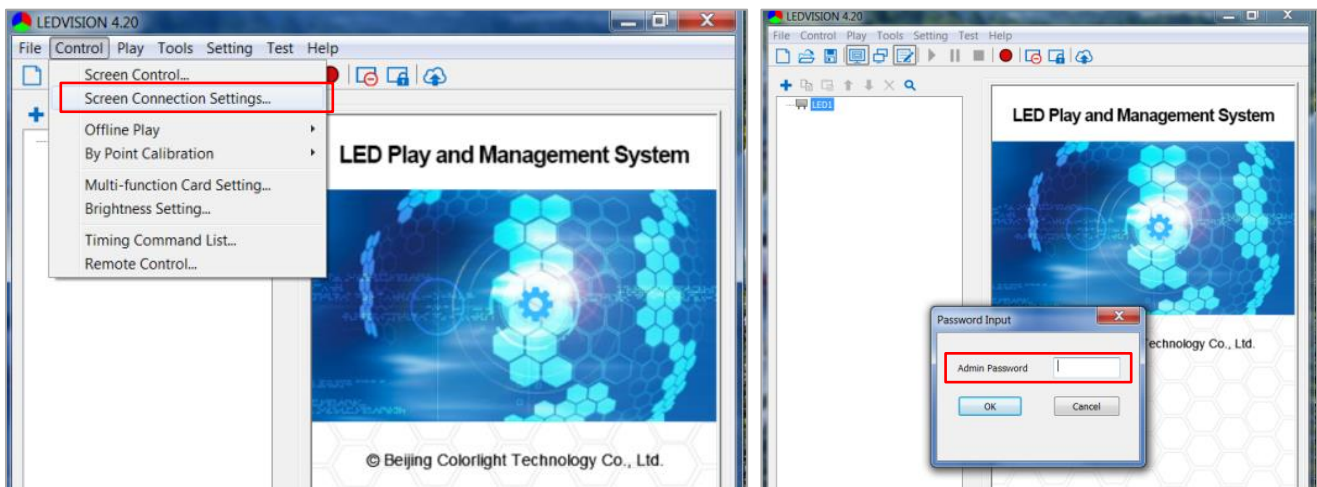 LEDVISION 4.20
File Control Play Tools Setting Test Help
Screen Control...
Screen Connection Settings...
Offline Play
By Point Calibration
Multi-function Card Setting...
Brightness Setting...
Timing Command List...
Remote Control...
LED Play and Management System
© Beijing Colorlight Technology Co., Ltd.
LEDVISION 4.20
File Control Play Tools Setting Test Help
LED1
LED Play and Management System
Password Input
Admin Password
OK Cancel
echnology Co., Ltd.